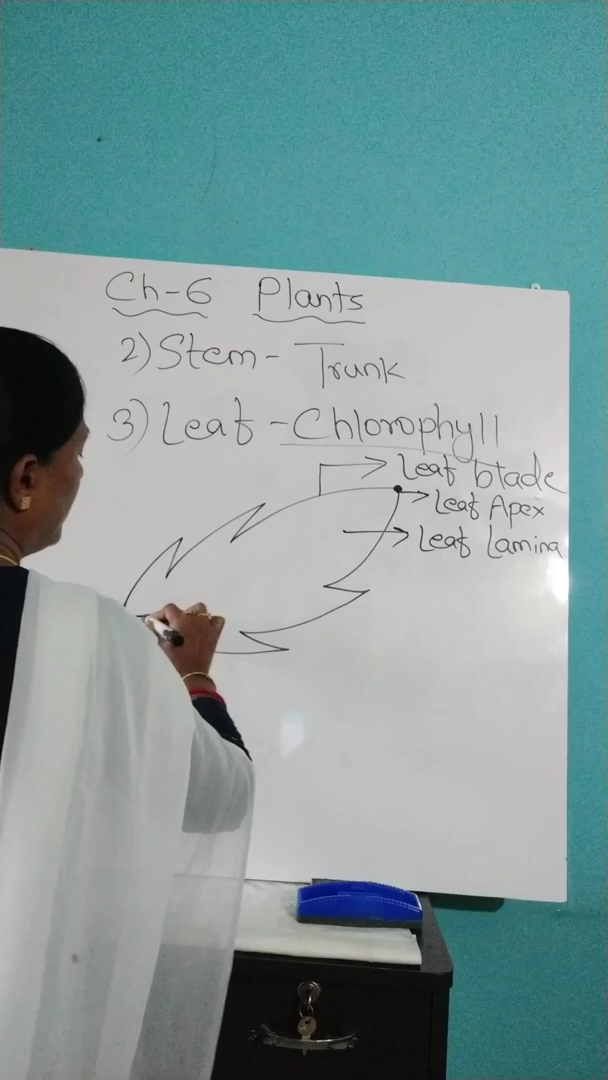 Ch-6 Plants
2) Stem - Trunk
3) Leaf - Chlorophyll
Leaf blade
Leaf Apex
Leaf Lamina